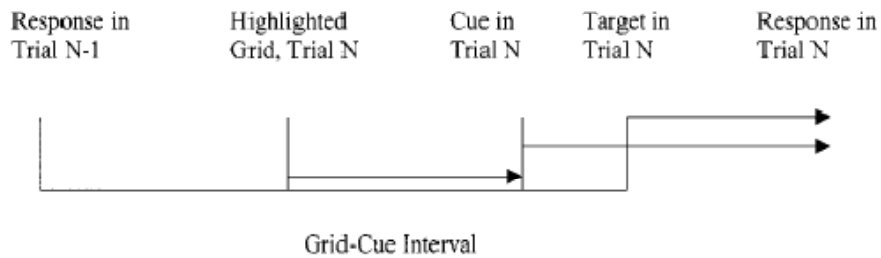 Response in
Trial N-1
Highlighted
Grid, Trial N
Cue in
Trial N
Target in
Trial N
Response in
Trial N
Grid-Cue Interval